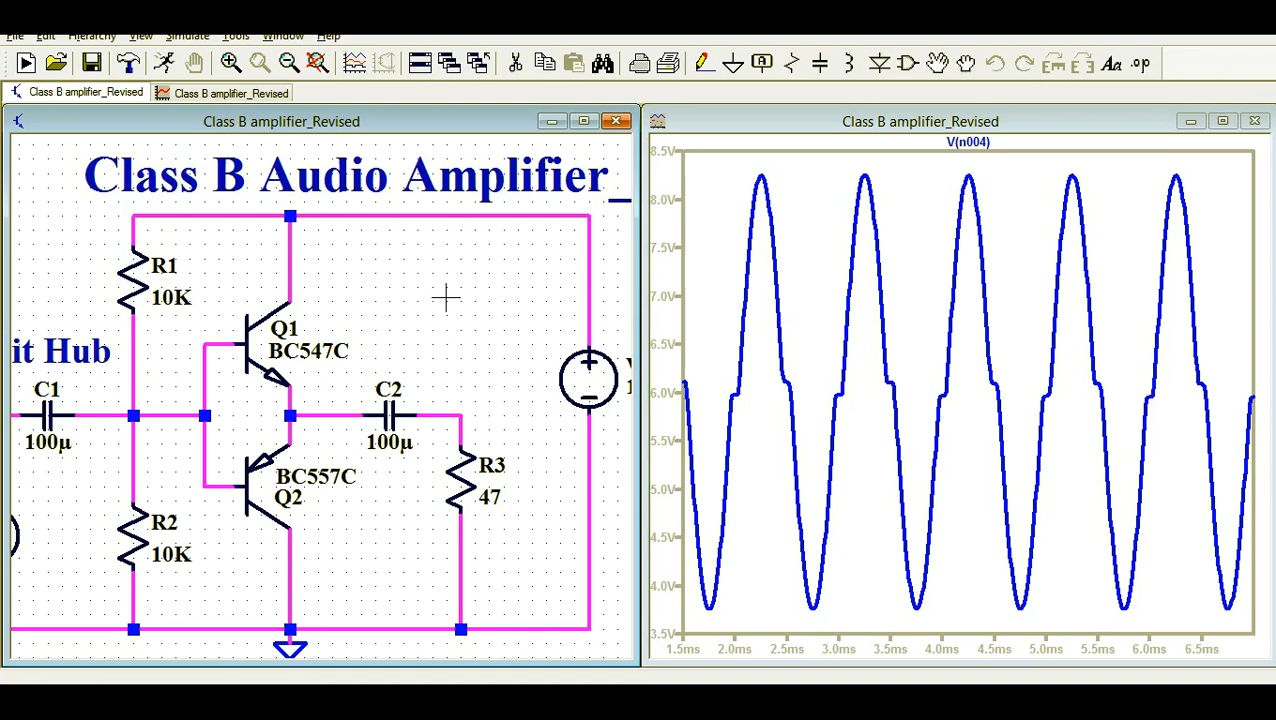 File Edit Hierarchy View Simulate Tools Window Help
Aa .op
Class B amplifier_Revised
Class B amplifier_Revised
Class B amplifier_Revised
Class B Audio Amplifier_
R1
10K
Q1
BC547C
it Hub
C1
100µ
C2
100µ
BC557C
Q2
R3
47
R2
10K
Class B amplifier_Revised
V(n004)
8.5V
8.0V
7.5V
7.0V
6.5V
6.0V
5.5V
5.0V
4.5V
4.0V
3.5V
1.5ms 2.0ms 2.5ms 3.0ms 3.5ms 4.0ms 4.5ms 5.0ms 5.5ms 6.0ms 6.5ms